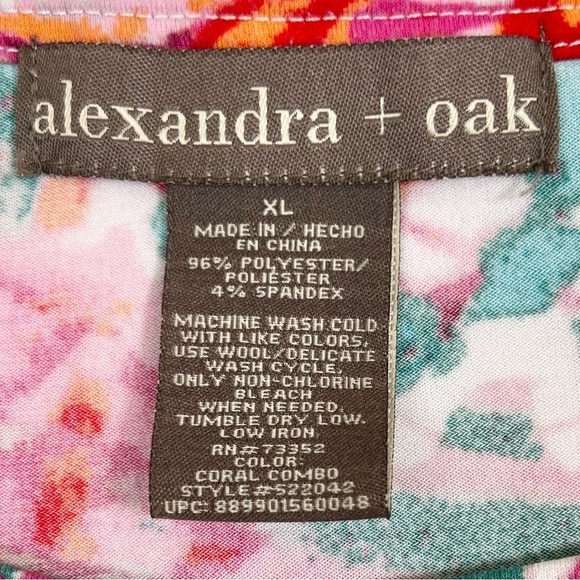 alexandra + oak
XL
MADE IN / HECHO
EN CHINA
96% POLYESTER/
POLIÉSTER
4% SPANDEX
MACHINE WASH COLD
WITH LIKE COLORS,
USE WOOL/DELICATE
WASH CYCLE,
ONLY NON-CHLORINE
BLEACH
WHEN NEEDED,
TUMBLE DRY LOW,
LOW IRON.
RN# 73352
COLOR:
CORAL COMBO
STYLE#522042
UPC: 889901560048